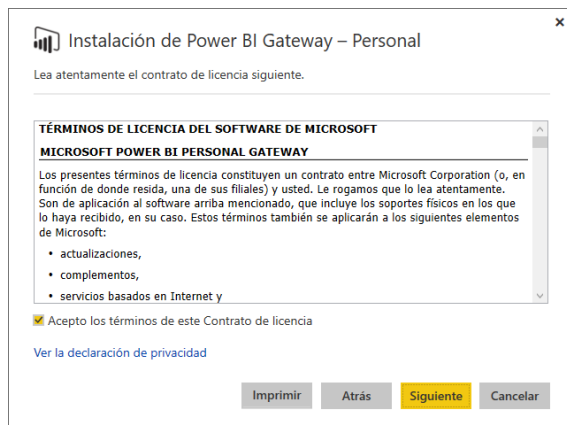 Instalación de Power BI Gateway – Personal
Lea atentamente el contrato de licencia siguiente.
TÉRMINOS DE LICENCIA DEL SOFTWARE DE MICROSOFT
MICROSOFT POWER BI PERSONAL GATEWAY
Los presentes términos de licencia constituyen un contrato entre Microsoft Corporation (o, en
función de donde resida, una de sus filiales) y usted. Le rogamos que lo lea atentamente.
Son de aplicación al software arriba mencionado, que incluye los soportes físicos en los que
lo haya recibido, en su caso. Estos términos también se aplicarán a los siguientes elementos
de Microsoft:
• actualizaciones,
• complementos,
• servicios basados en Internet y
Acepto los términos de este Contrato de licencia
Ver la declaración de privacidad
Imprimir Atrás Siguiente Cancelar